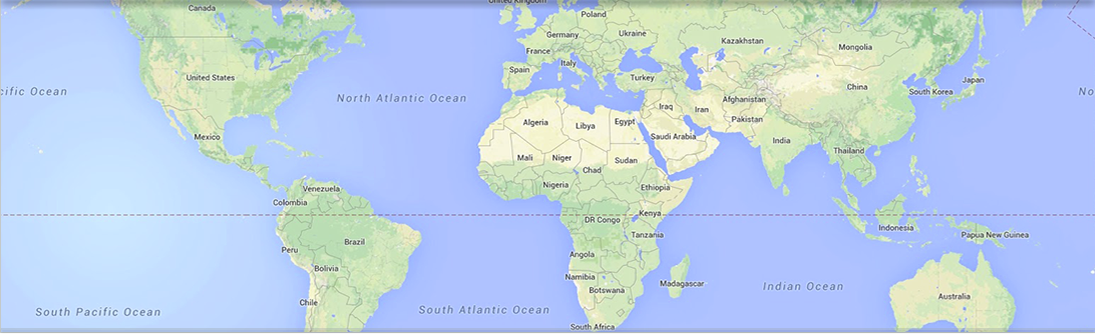 United Kingdom
Canada
Poland
Ukraine
Germany
Kazakhstan
Mongolia
France
Italy
Spain
United States
Turkey
Japan
cific Ocean
North Atlantic Ocean
China
South Korea
No
Iraq
Iran
Afghanistan
Algeria
Libya
Egypt
Pakistan
Mexico
Saudi Arabia
India
Thailand
Mali
Niger
Chad
Sudan
Venezuela
Nigeria
Ethiopia
Colombia
Kenya
DR Congo
Indonesia
Papua New Guinea
Brazil
Tanzania
Peru
Angola
Bolivia
Namibia
Botswana
Madagascar
Indian Ocean
Australia
Chile
South Pacific Ocean
South Atlantic Ocean
South Africa